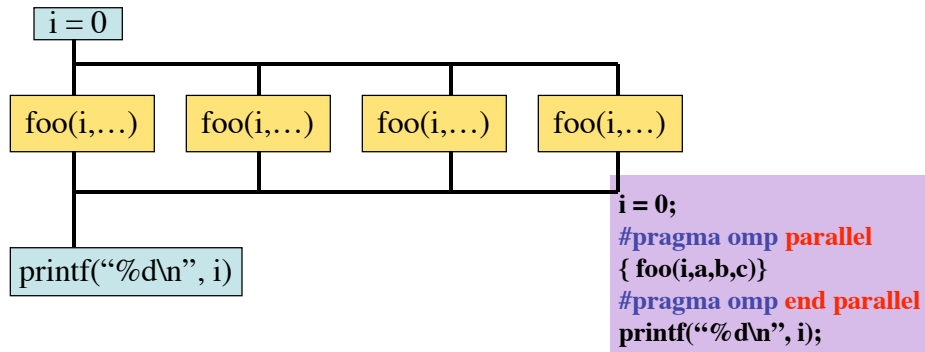 i = 0
foo(i,…) foo(i,…) foo(i,…) foo(i,…)
printf(“%d\n”, i)
i = 0;
#pragma omp parallel
{ foo(i,a,b,c)}
#pragma omp end parallel
printf(“%d\n”, i);